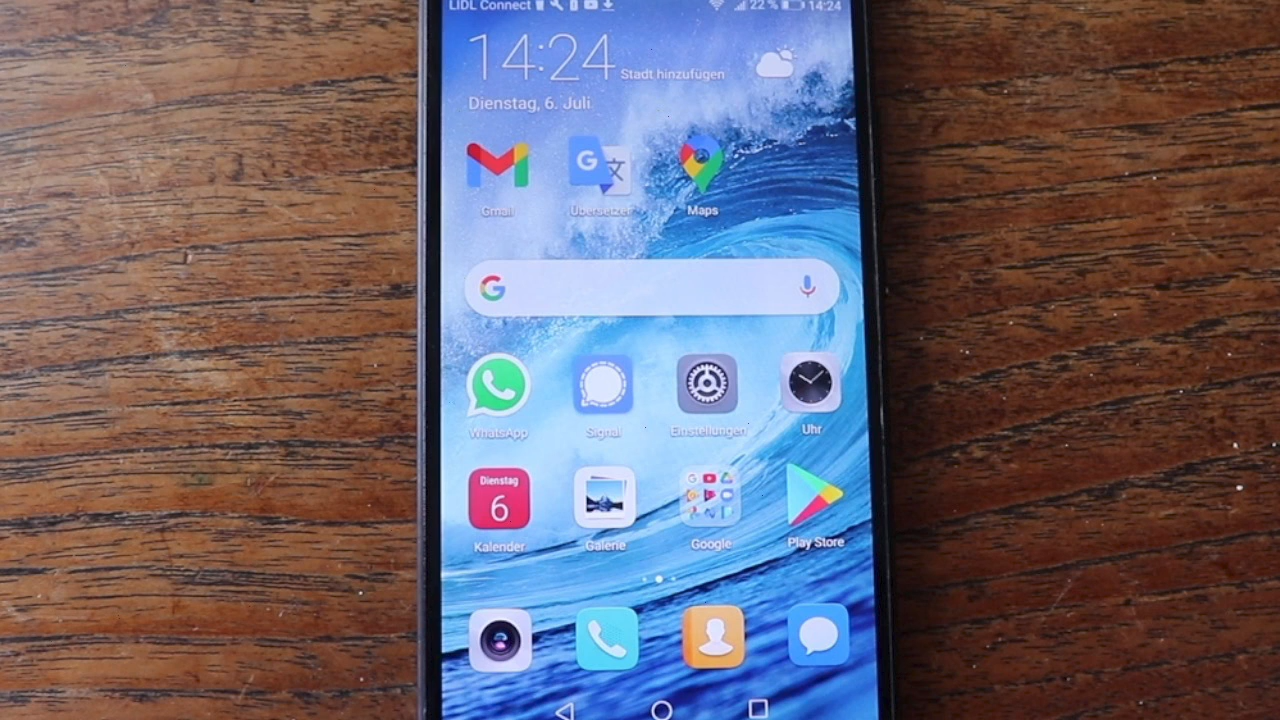 LIDL Connect 22 % 14:24
14:24 Stadt hinzufügen
Dienstag, 6. Juli
Gmail Übersetzer Maps
G
WhatsApp Signal Einstellungen Uhr
Dienstag
6
Kalender Galerie Google Play Store